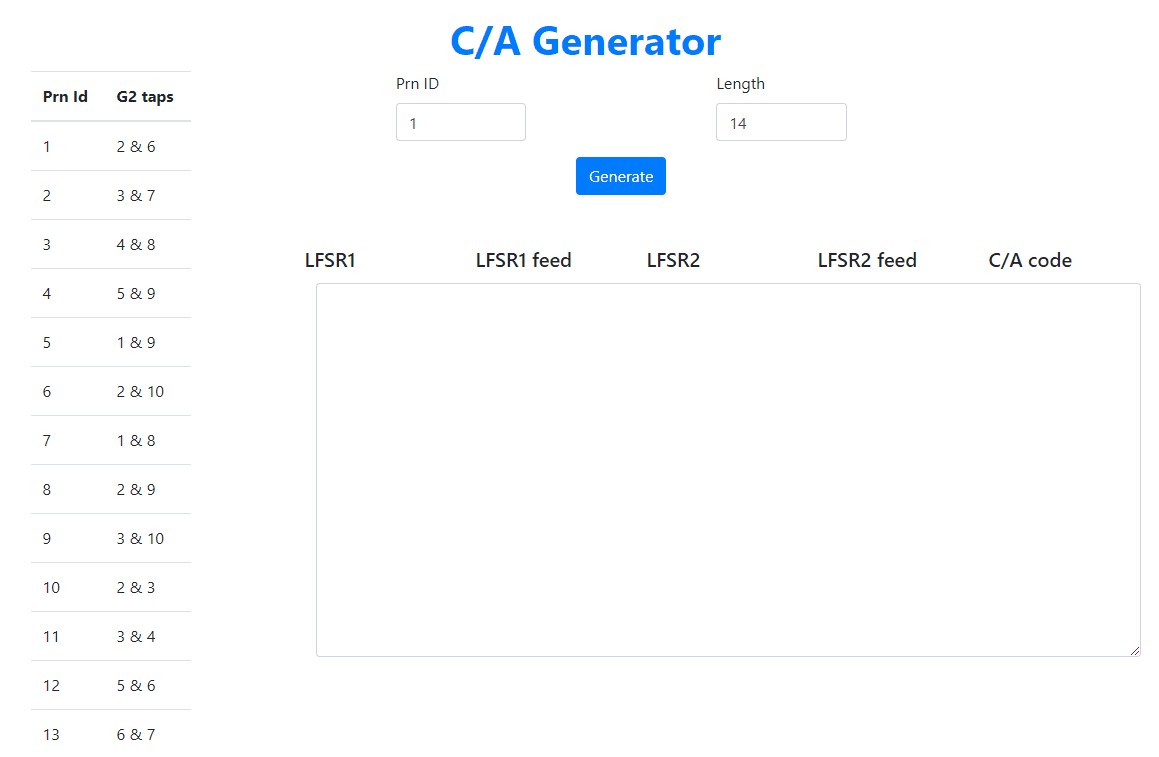 C/A Generator
Prn Id G2 taps
1 2 & 6
2 3 & 7
3 4 & 8
4 5 & 9
5 1 & 9
6 2 & 10
7 1 & 8
8 2 & 9
9 3 & 10
10 2 & 3
11 3 & 4
12 5 & 6
13 6 & 7
Prn ID Length
1 14
Generate
LFSR1 LFSR1 feed LFSR2 LFSR2 feed C/A code